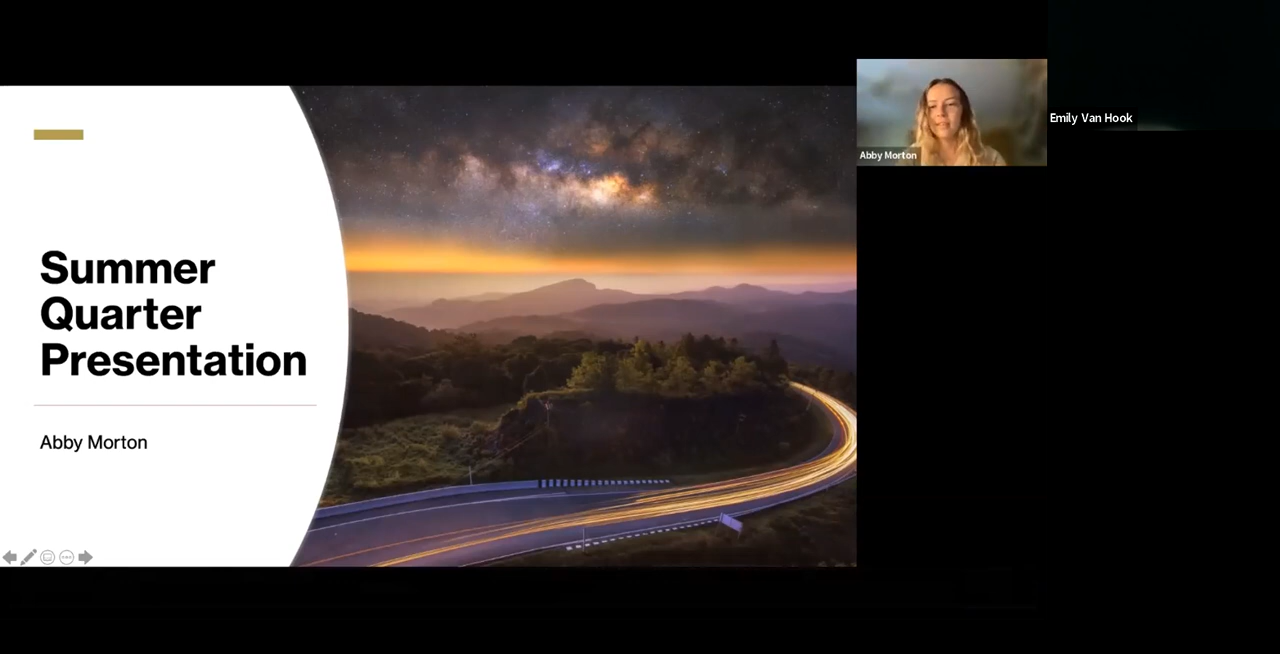 Summer
Quarter
Presentation
Abby Morton
Abby Morton
Emily Van Hook